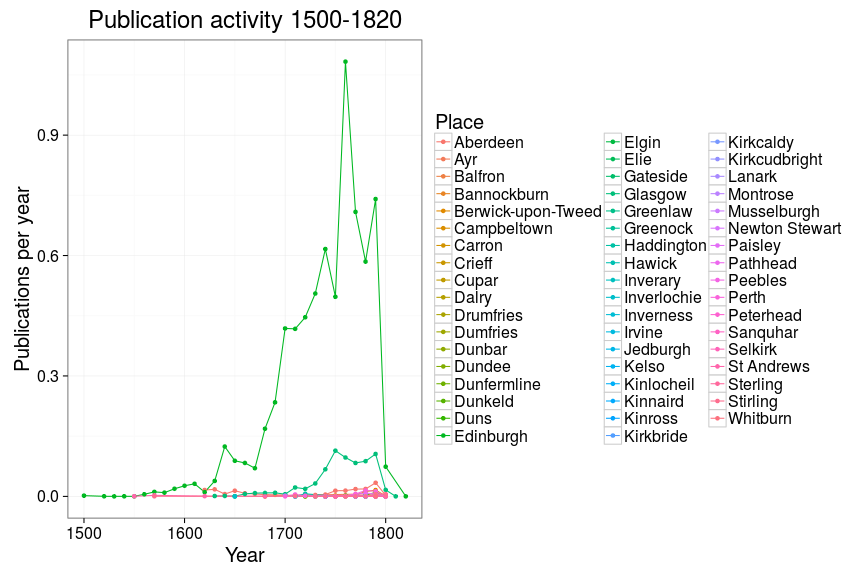 Publication activity 1500-1820
Publications per year
0.9
0.6
0.3
0.0
1500
1600
1700
1800
Year
Place
Aberdeen
Ayr
Balfron
Bannockburn
Berwick-upon-Tweed
Campbeltown
Carron
Crieff
Cupar
Dalry
Drumfries
Dumfries
Dunbar
Dundee
Dunfermline
Dunkeld
Duns
Edinburgh
Elgin
Elie
Gateside
Glasgow
Greenlaw
Greenock
Haddington
Hawick
Inverary
Inverlochie
Inverness
Irvine
Jedburgh
Kelso
Kinlocheil
Kinnaird
Kinross
Kirkbride
Kirkcaldy
Kirkcudbright
Lanark
Montrose
Musselburgh
Newton Stewart
Paisley
Pathhead
Peebles
Perth
Peterhead
Sanquhar
Selkirk
St Andrews
Sterling
Stirling
Whitburn